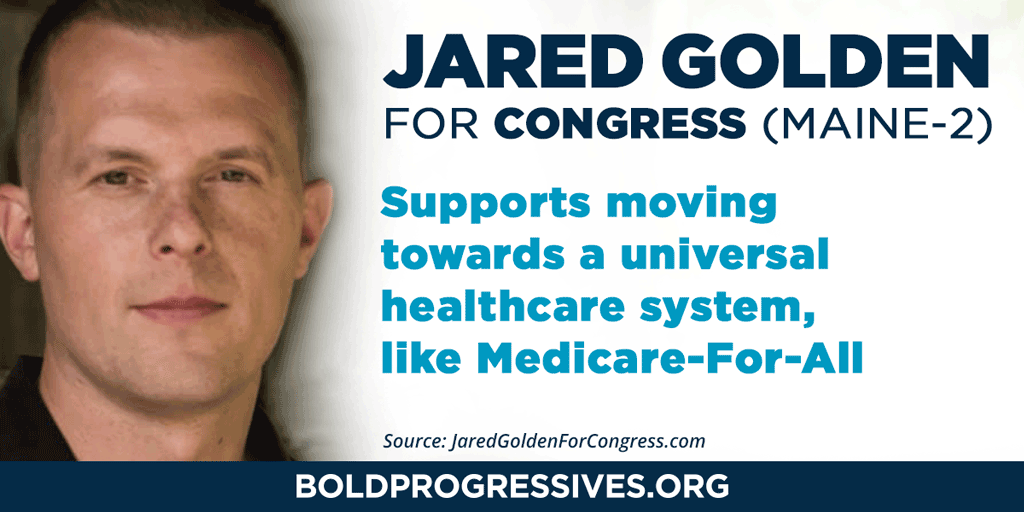 JARED GOLDEN
FOR CONGRESS (MAINE-2)
Supports moving
towards a universal
healthcare system,
like Medicare-For-All
Source: JaredGoldenForCongress.com
BOLDPROGRESSIVES.ORG